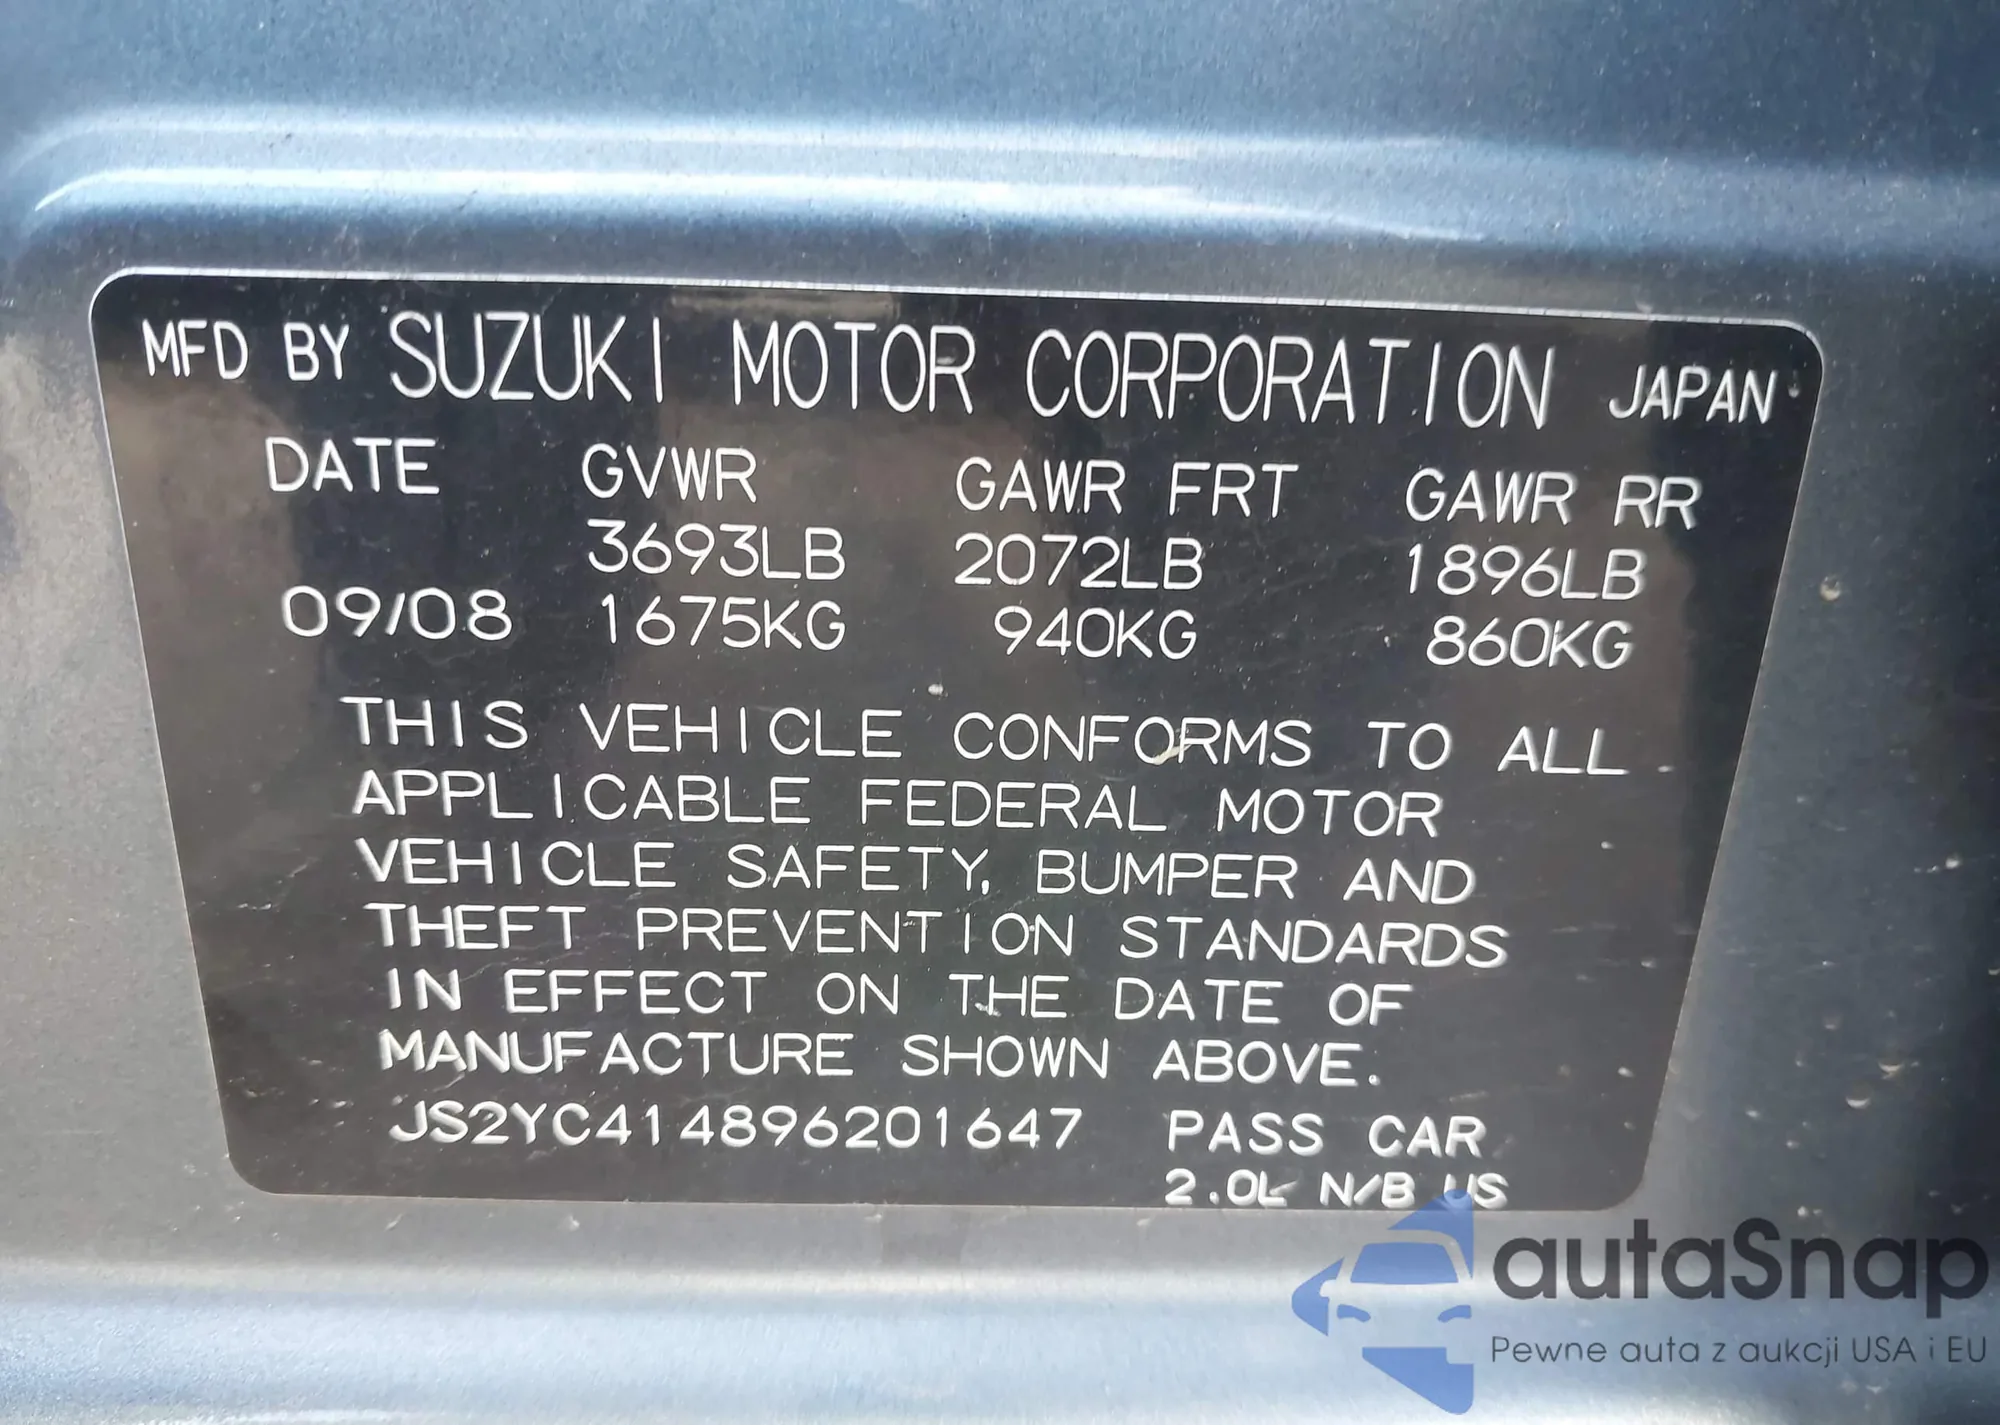 MFD BY SUZUKI MOTOR CORPORATION JAPAN
DATE GVWR GAWR FRT GAWR RR
3693LB 2072LB 1896LB
09/08 1675KG 940KG 860KG
THIS VEHICLE CONFORMS TO ALL
APPLICABLE FEDERAL MOTOR
VEHICLE SAFETY, BUMPER AND
THEFT PREVENTION STANDARDS
IN EFFECT ON THE DATE OF
MANUFACTURE SHOWN ABOVE.
JS2YC414896201647 PASS CAR
2.0L N/B US
autaSnap
Pewne auta z aukcji USA i EU